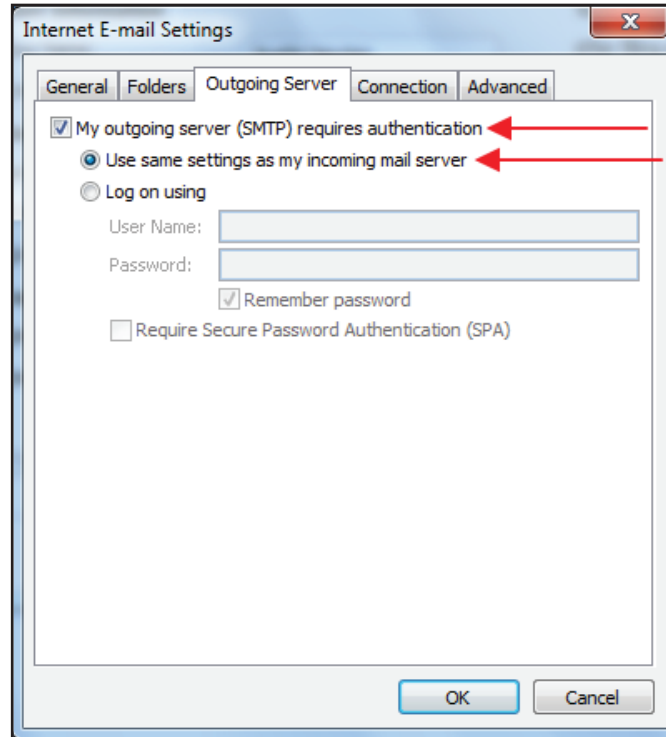 Internet E-mail Settings
General Folders Outgoing Server Connection Advanced
My outgoing server (SMTP) requires authentication
Use same settings as my incoming mail server
Log on using
User Name:
Password:
Remember password
Require Secure Password Authentication (SPA)
OK Cancel